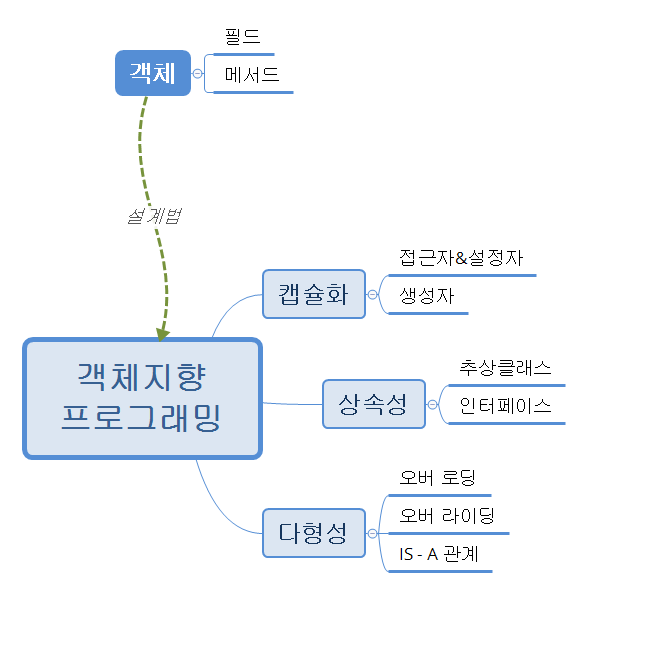 필드
객체
메서드
설계법
접근자&설정자
캡슐화
생성자
객체지향
프로그래밍
추상클래스
상속성
인터페이스
오버 로딩
오버 라이딩
다형성
IS - A 관계